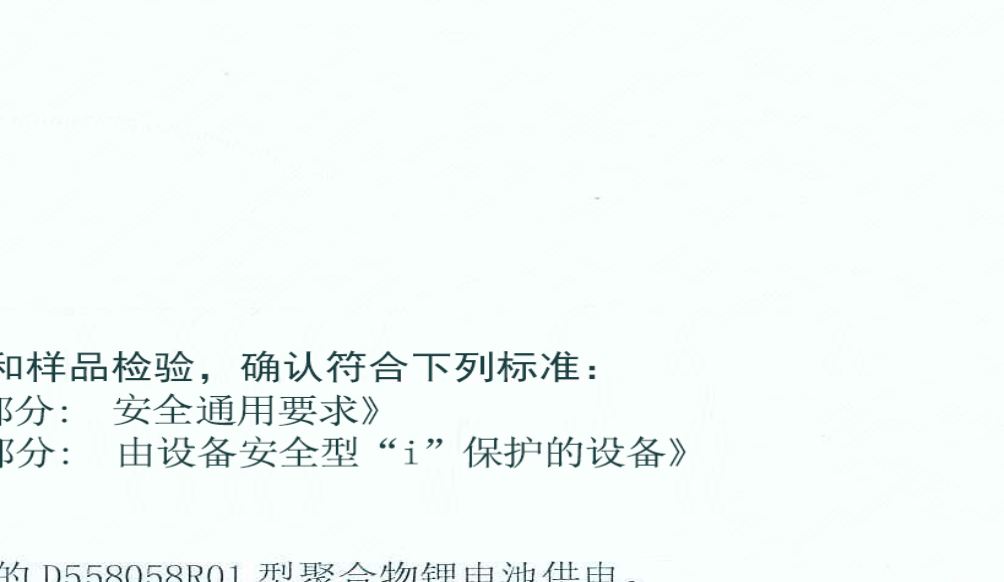 和样品检验，确认符合下列标准：
部分： 安全通用要求》
部分： 由设备安全型“i”保护的设备》
的 D558058R01 型聚合物锂电池供电。